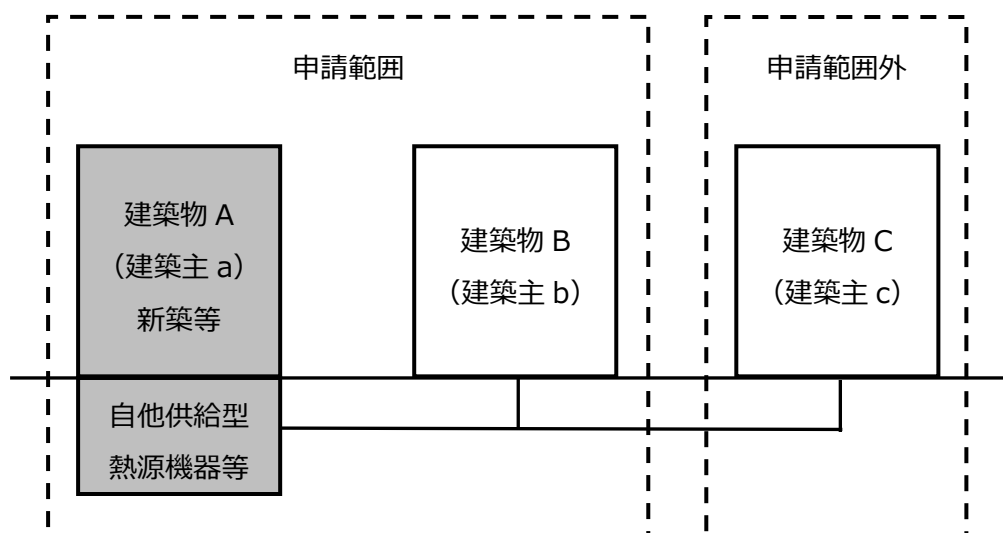 申請範囲
申請範囲外
建築物 A
（建築主 a）
新築等
建築物 B
（建築主 b）
建築物 C
（建築主 c）
自他供給型
熱源機器等